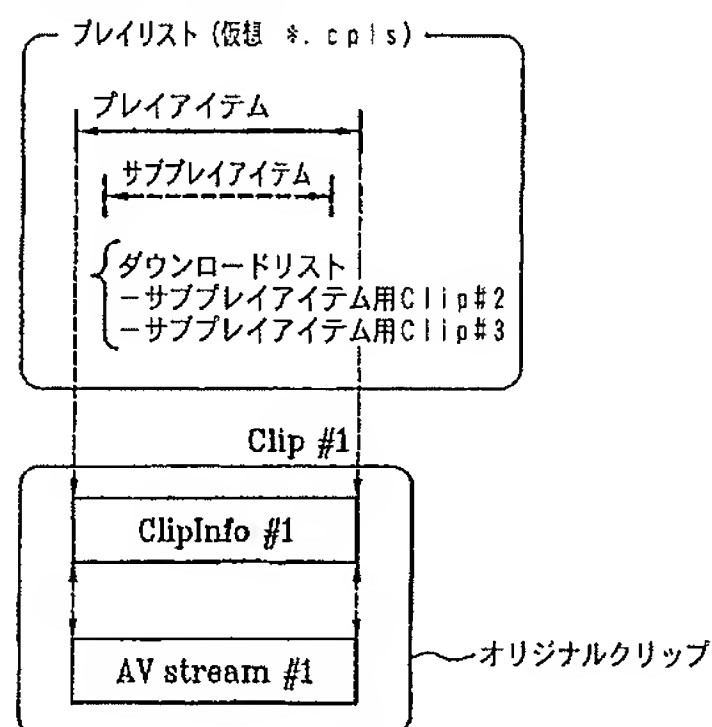 プレイリスト (仮想 *.cpls)
プレイアイテム
サブプレイアイテム
ダウンロードリスト
－サブプレイアイテム用Clip#2
－サブプレイアイテム用Clip#3
Clip #1
ClipInfo #1
AV stream #1
オリジナルクリップ